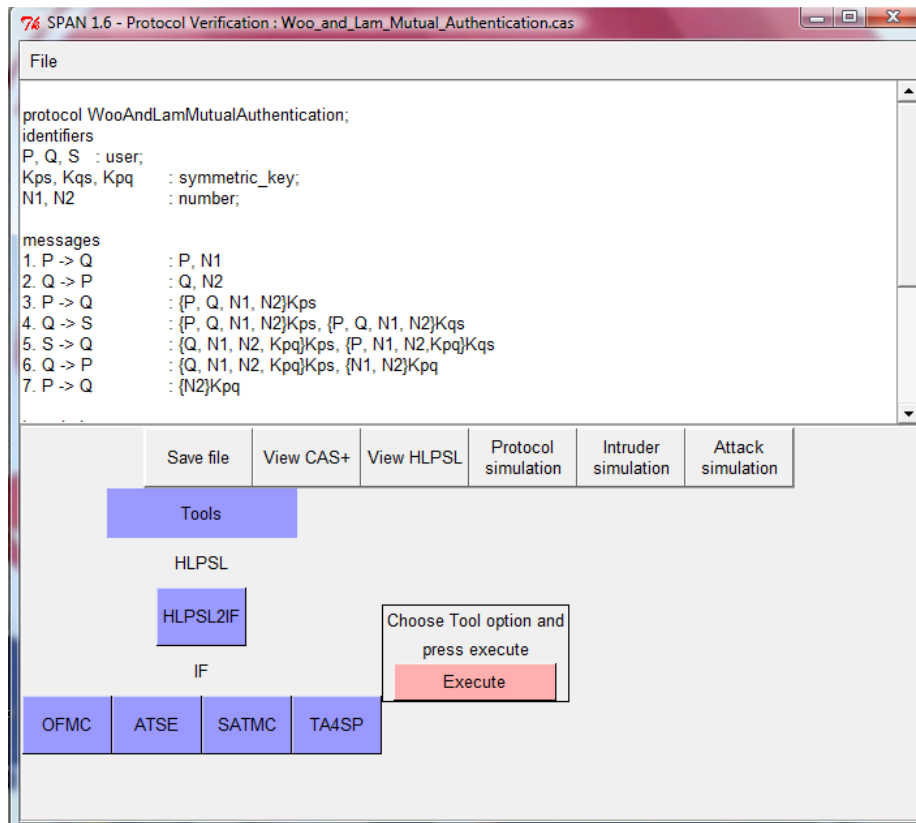 SPAN 1.6 - Protocol Verification : Woo_and_Lam_Mutual_Authentication.cas
File
protocol WooAndLamMutualAuthentication;
identifiers
P, Q, S : user;
Kps, Kqs, Kpq : symmetric_key;
N1, N2 : number;
messages
1. P -> Q : P, N1
2. Q -> P : Q, N2
3. P -> Q : {P, Q, N1, N2}Kps
4. Q -> S : {P, Q, N1, N2}Kps, {P, Q, N1, N2}Kqs
5. S -> Q : {Q, N1, N2, Kpq}Kps, {P, N1, N2,Kpq}Kqs
6. Q -> P : {Q, N1, N2, Kpq}Kps, {N1, N2}Kpq
7. P -> Q : {N2}Kpq
Save file View CAS+ View HLPSL Protocol simulation Intruder simulation Attack simulation
Tools
HLPSL
HLPSL2IF
Choose Tool option and
press execute
IF
Execute
OFMC ATSE SATMC TA4SP